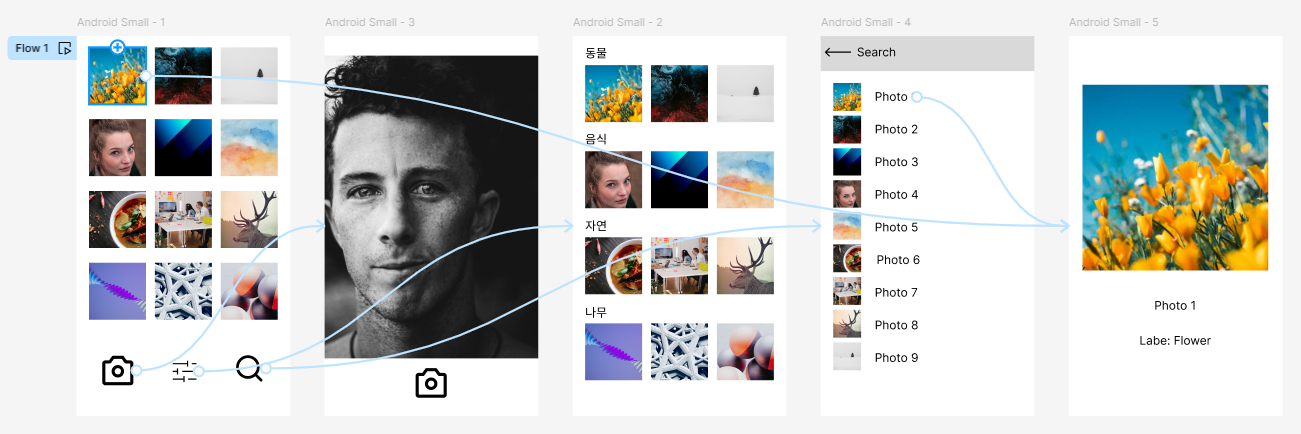 Android Small - 1
Android Small - 3
Android Small - 2
Android Small - 4
Android Small - 5
Flow 1
동물
음식
자연
나무
Search
Photo
Photo 2
Photo 3
Photo 4
Photo 5
Photo 6
Photo 7
Photo 8
Photo 9
Photo 1
Labe: Flower